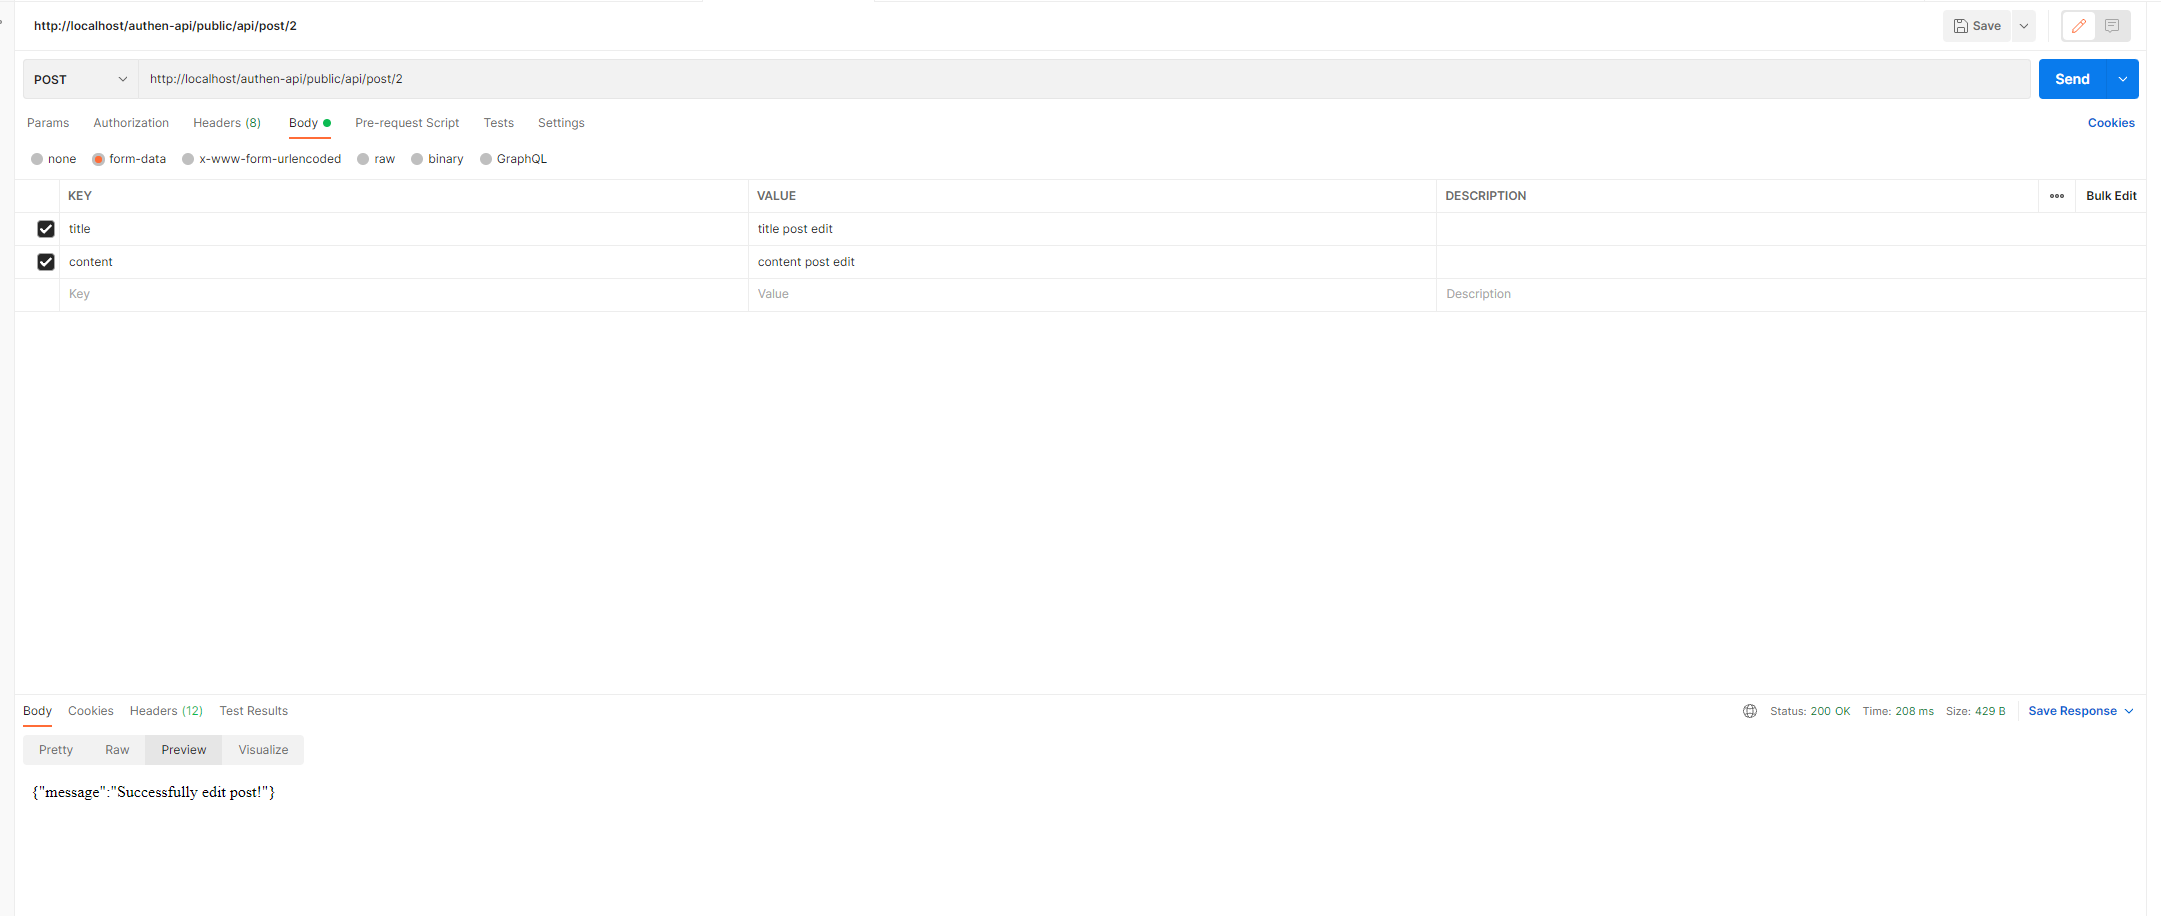 http://localhost/authen-api/public/api/post/2
Save
POST
http://localhost/authen-api/public/api/post/2
Send
Params Authorization Headers (8) Body Pre-request Script Tests Settings Cookies
none form-data x-www-form-urlencoded raw binary GraphQL
KEY VALUE DESCRIPTION Bulk Edit
title title post edit
content content post edit
Key Value Description
Body Cookies Headers (12) Test Results Status: 200 OK Time: 208 ms Size: 429 B Save Response
Pretty Raw Preview Visualize
{"message":"Successfully edit post!"}